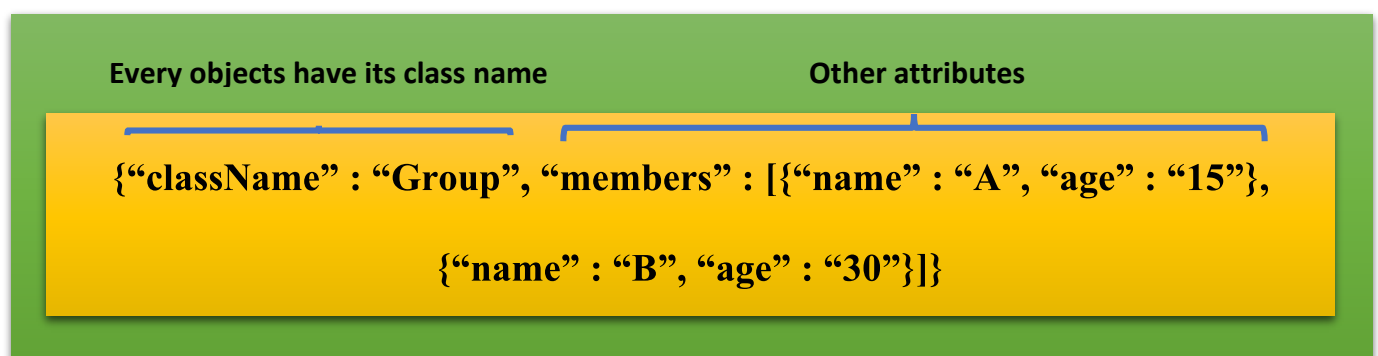 Every objects have its class name
Other attributes
{“className” : “Group”, “members” : [{“name” : “A”, “age” : “15”},
{“name” : “B”, “age” : “30”}]}